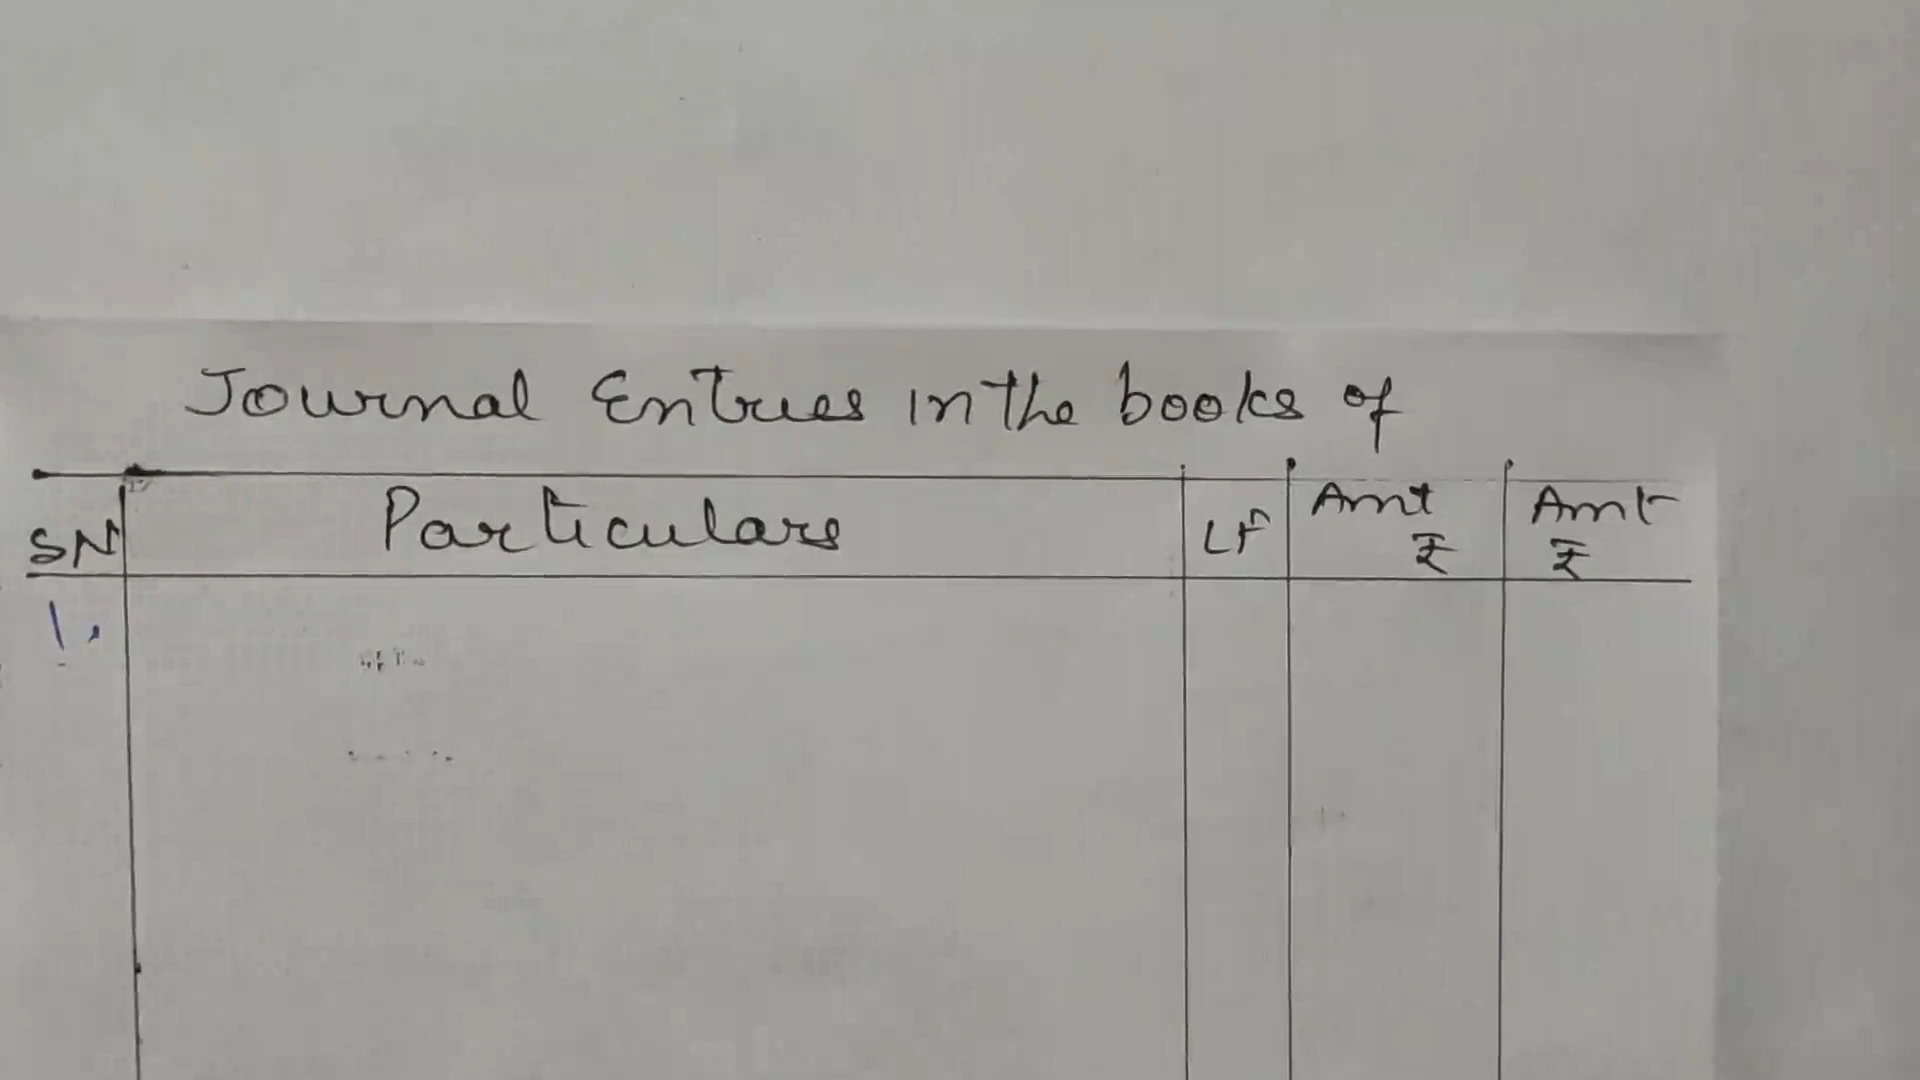 Journal Entries in the books of
SN Particulars LF Amt ₹ Amt ₹
1.